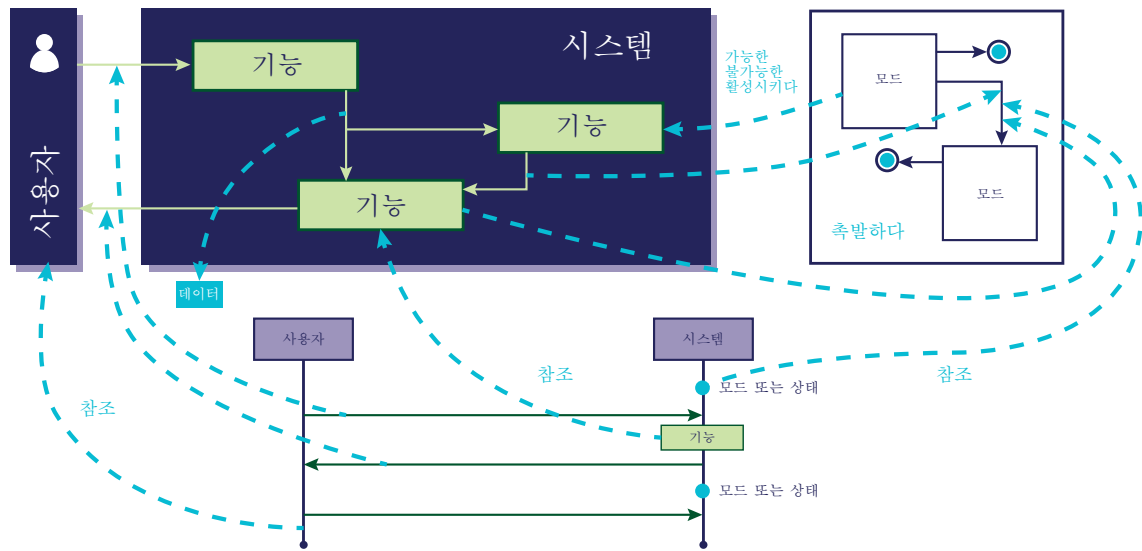 시스템
기능
사용자
기능
기능
데이터
가능한
불가능한
활성시키다
모드
모드
촉발하다
사용자
시스템
참조
참조
참조
모드 또는 상태
기능
모드 또는 상태